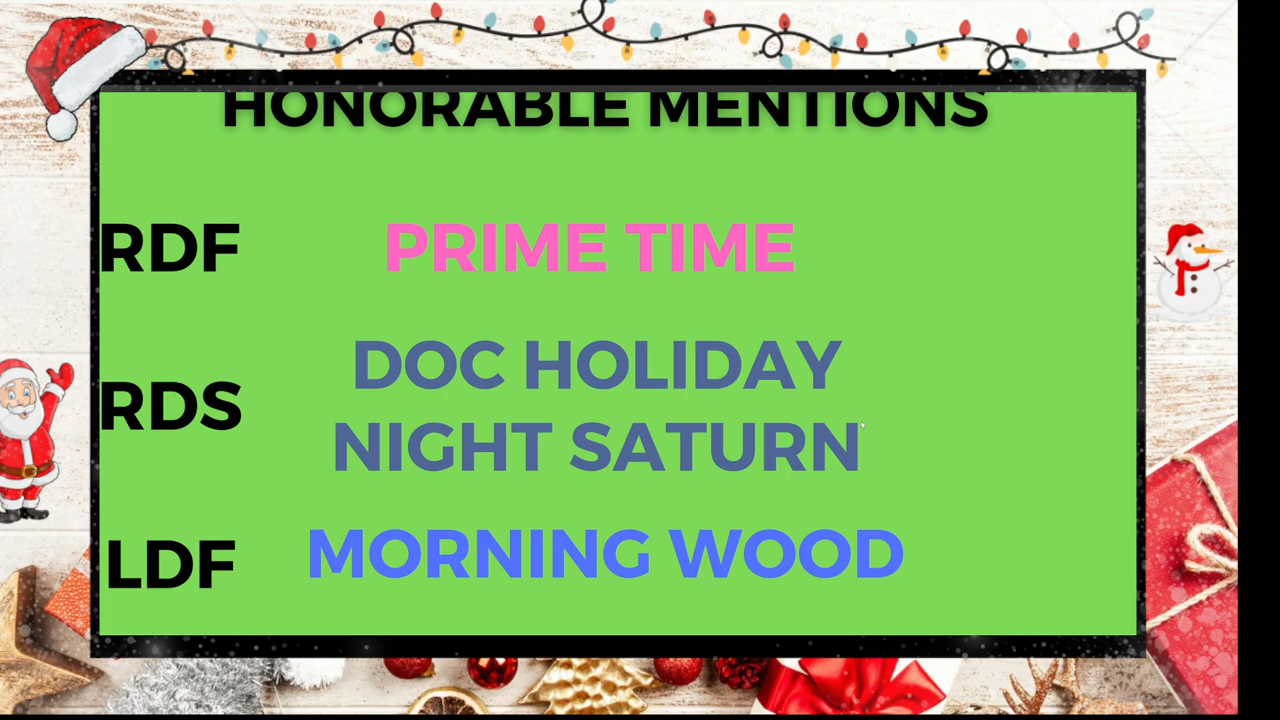 HONORABLE MENTIONS
RDF PRIME TIME
DOC HOLIDAY
RDS
NIGHT SATURN
MORNING WOOD
LDF